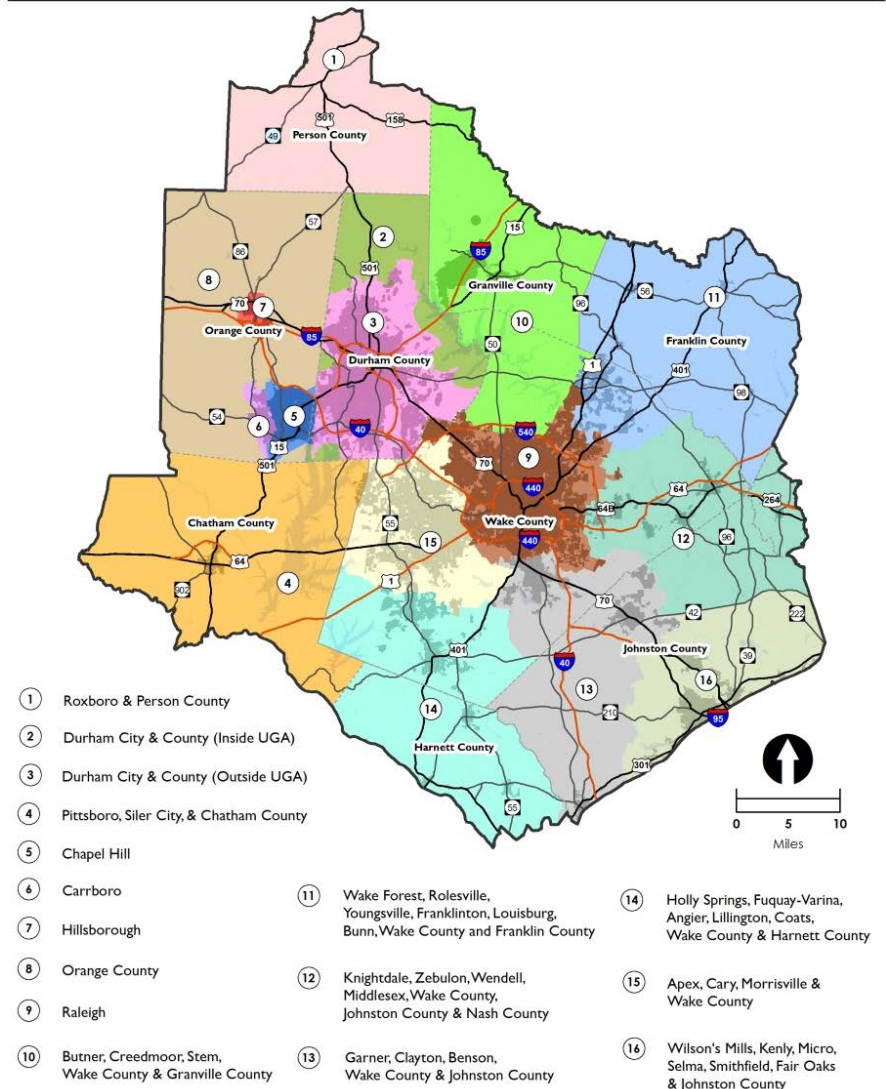 1
501
158
Person County
49
57
2
15
86
85
501
8
Granville County
56
11
70
7
3
10
96
Orange County
85
Durham County
50
Franklin County
1
401
98
54
6
5
40
540
15
70
9
501
440
64
Chatham County
55
Wake County
64B
264
15
440
12
96
64
1
4
902
70
42
222
401
Johnston County
39
40
16
13
14
210
95
Harnett County
301
55
0 5 10
Miles
1 Roxboro & Person County
2 Durham City & County (Inside UGA)
3 Durham City & County (Outside UGA)
4 Pittsboro, Siler City, & Chatham County
5 Chapel Hill
6 Carrboro
7 Hillsborough
8 Orange County
9 Raleigh
10 Butner, Creedmoor, Stem,
Wake County & Granville County
11 Wake Forest, Rolesville,
Youngsville, Franklinton, Louisburg,
Bunn, Wake County and Franklin County
12 Knightdale, Zebulon, Wendell,
Middlesex, Wake County,
Johnston County & Nash County
13 Garner, Clayton, Benson,
Wake County & Johnston County
14 Holly Springs, Fuquay-Varina,
Angier, Lillington, Coats,
Wake County & Harnett County
15 Apex, Cary, Morrisville &
Wake County
16 Wilson's Mills, Kenly, Micro,
Selma, Smithfield, Fair Oaks
& Johnston County